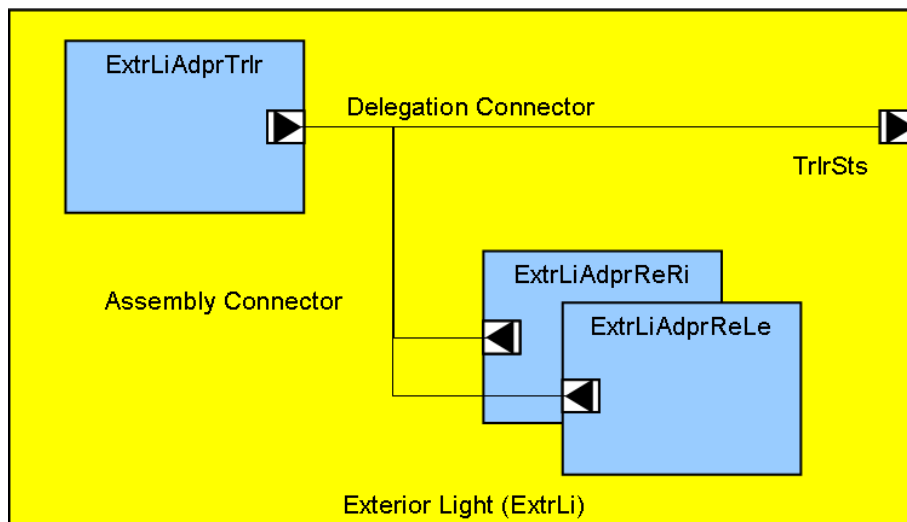 ExtrLiAdprTrlr
Delegation Connector
TrlrSts
ExtrLiAdprReRi
Assembly Connector
ExtrLiAdprReLe
Exterior Light (ExtrLi)